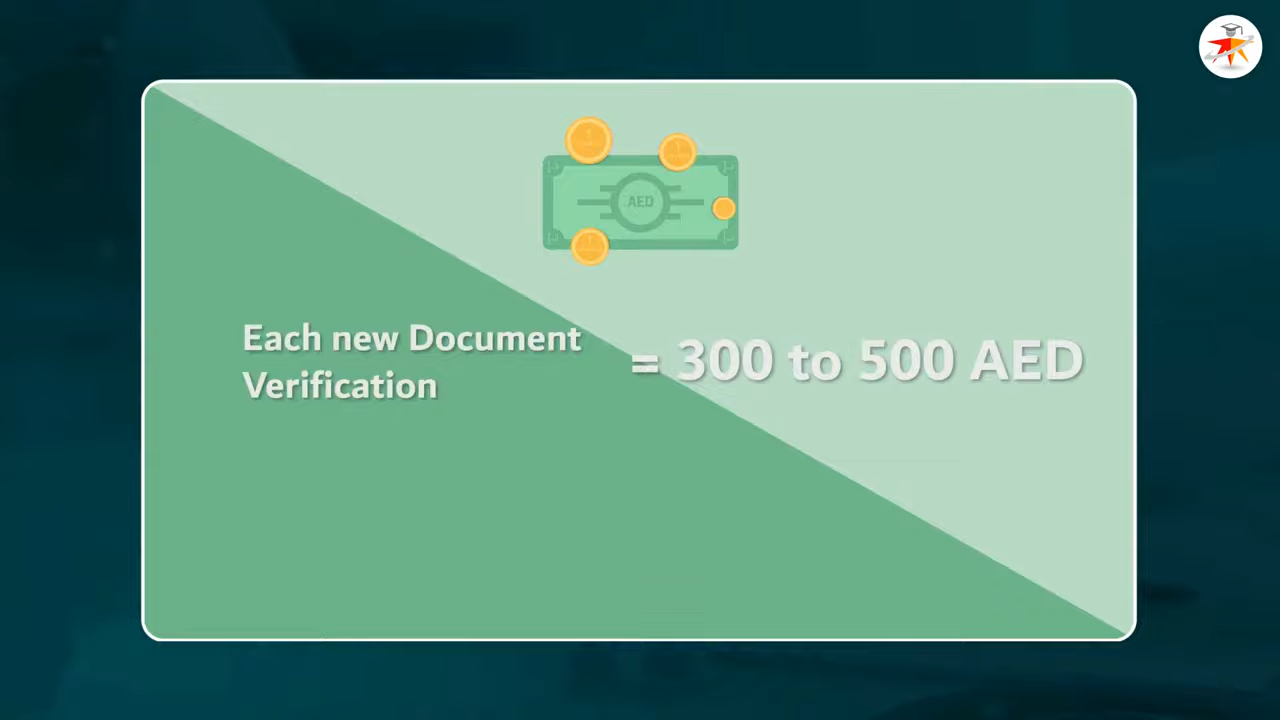 AED
Each new Document
Verification
= 300 to 500 AED